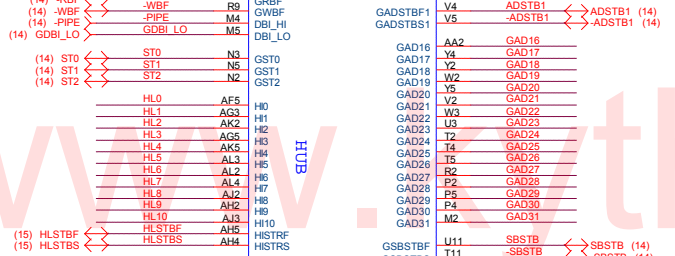 -WBF R9 GRBF V4 ADSTB1
(14) -WBF GWBF GADSTBF1 ADSTB1 (14)
(14) -PIPE -PIPE M4 DBI_HI GADSTBS1 V5 -ADSTB1 -ADSTB1 (14)
(14) GDBI_LO GDBI LO M5 DBI_LO
GAD16 AA2 GAD16
(14) ST0 ST0 N3 GST0 GAD17 Y4 GAD17
(14) ST1 ST1 N5 GST1 GAD18 Y2 GAD18
(14) ST2 ST2 N2 GST2 GAD19 W2 GAD19
GAD20 Y5 GAD20
HL0 AF5 HI0 GAD21 V2 GAD21
HL1 AG3 HI1 GAD22 W3 GAD22
HL2 AK2 HI2 GAD23 U3 GAD23
HL3 AG5 HI3 GAD24 T2 GAD24
HL4 AK5 HI4 GAD25 T4 GAD25
HL5 AL3 HI5 GAD26 T5 GAD26
HL6 AL2 HI6 GAD27 R2 GAD27
HL7 AL4 HI7 GAD28 P2 GAD28
HL8 AJ2 HI8 GAD29 P5 GAD29
HL9 AH2 HI9 GAD30 P4 GAD30
HL10 AJ3 HI10 GAD31 M2 GAD31
HUB
(15) HLSTBF HLSTBF AH5 HISTRF
(15) HLSTBS HLSTBS AH4 HISTRS GSBSTBF U11 SBSTB SBSTB (14)
T11 -SBSTB
www.kytl